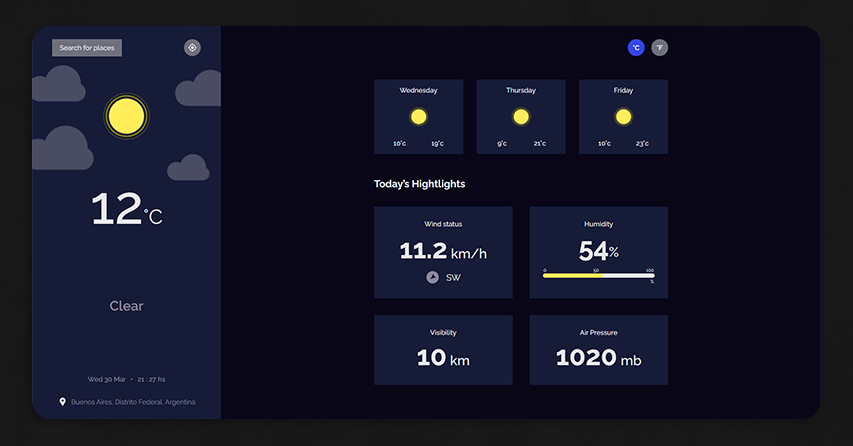 Search for places
°C
°F
12°C
Clear
Wed 30 Mar • 21 : 27 hs
Buenos Aires, Distrito Federal, Argentina
Wednesday
10°c 19°c
Thursday
9°c 21°c
Friday
10°c 23°c
Today's Hightlights
Wind status
11.2 km/h
SW
Humidity
54%
0 50 100
%
Visibility
10 km
Air Pressure
1020 mb